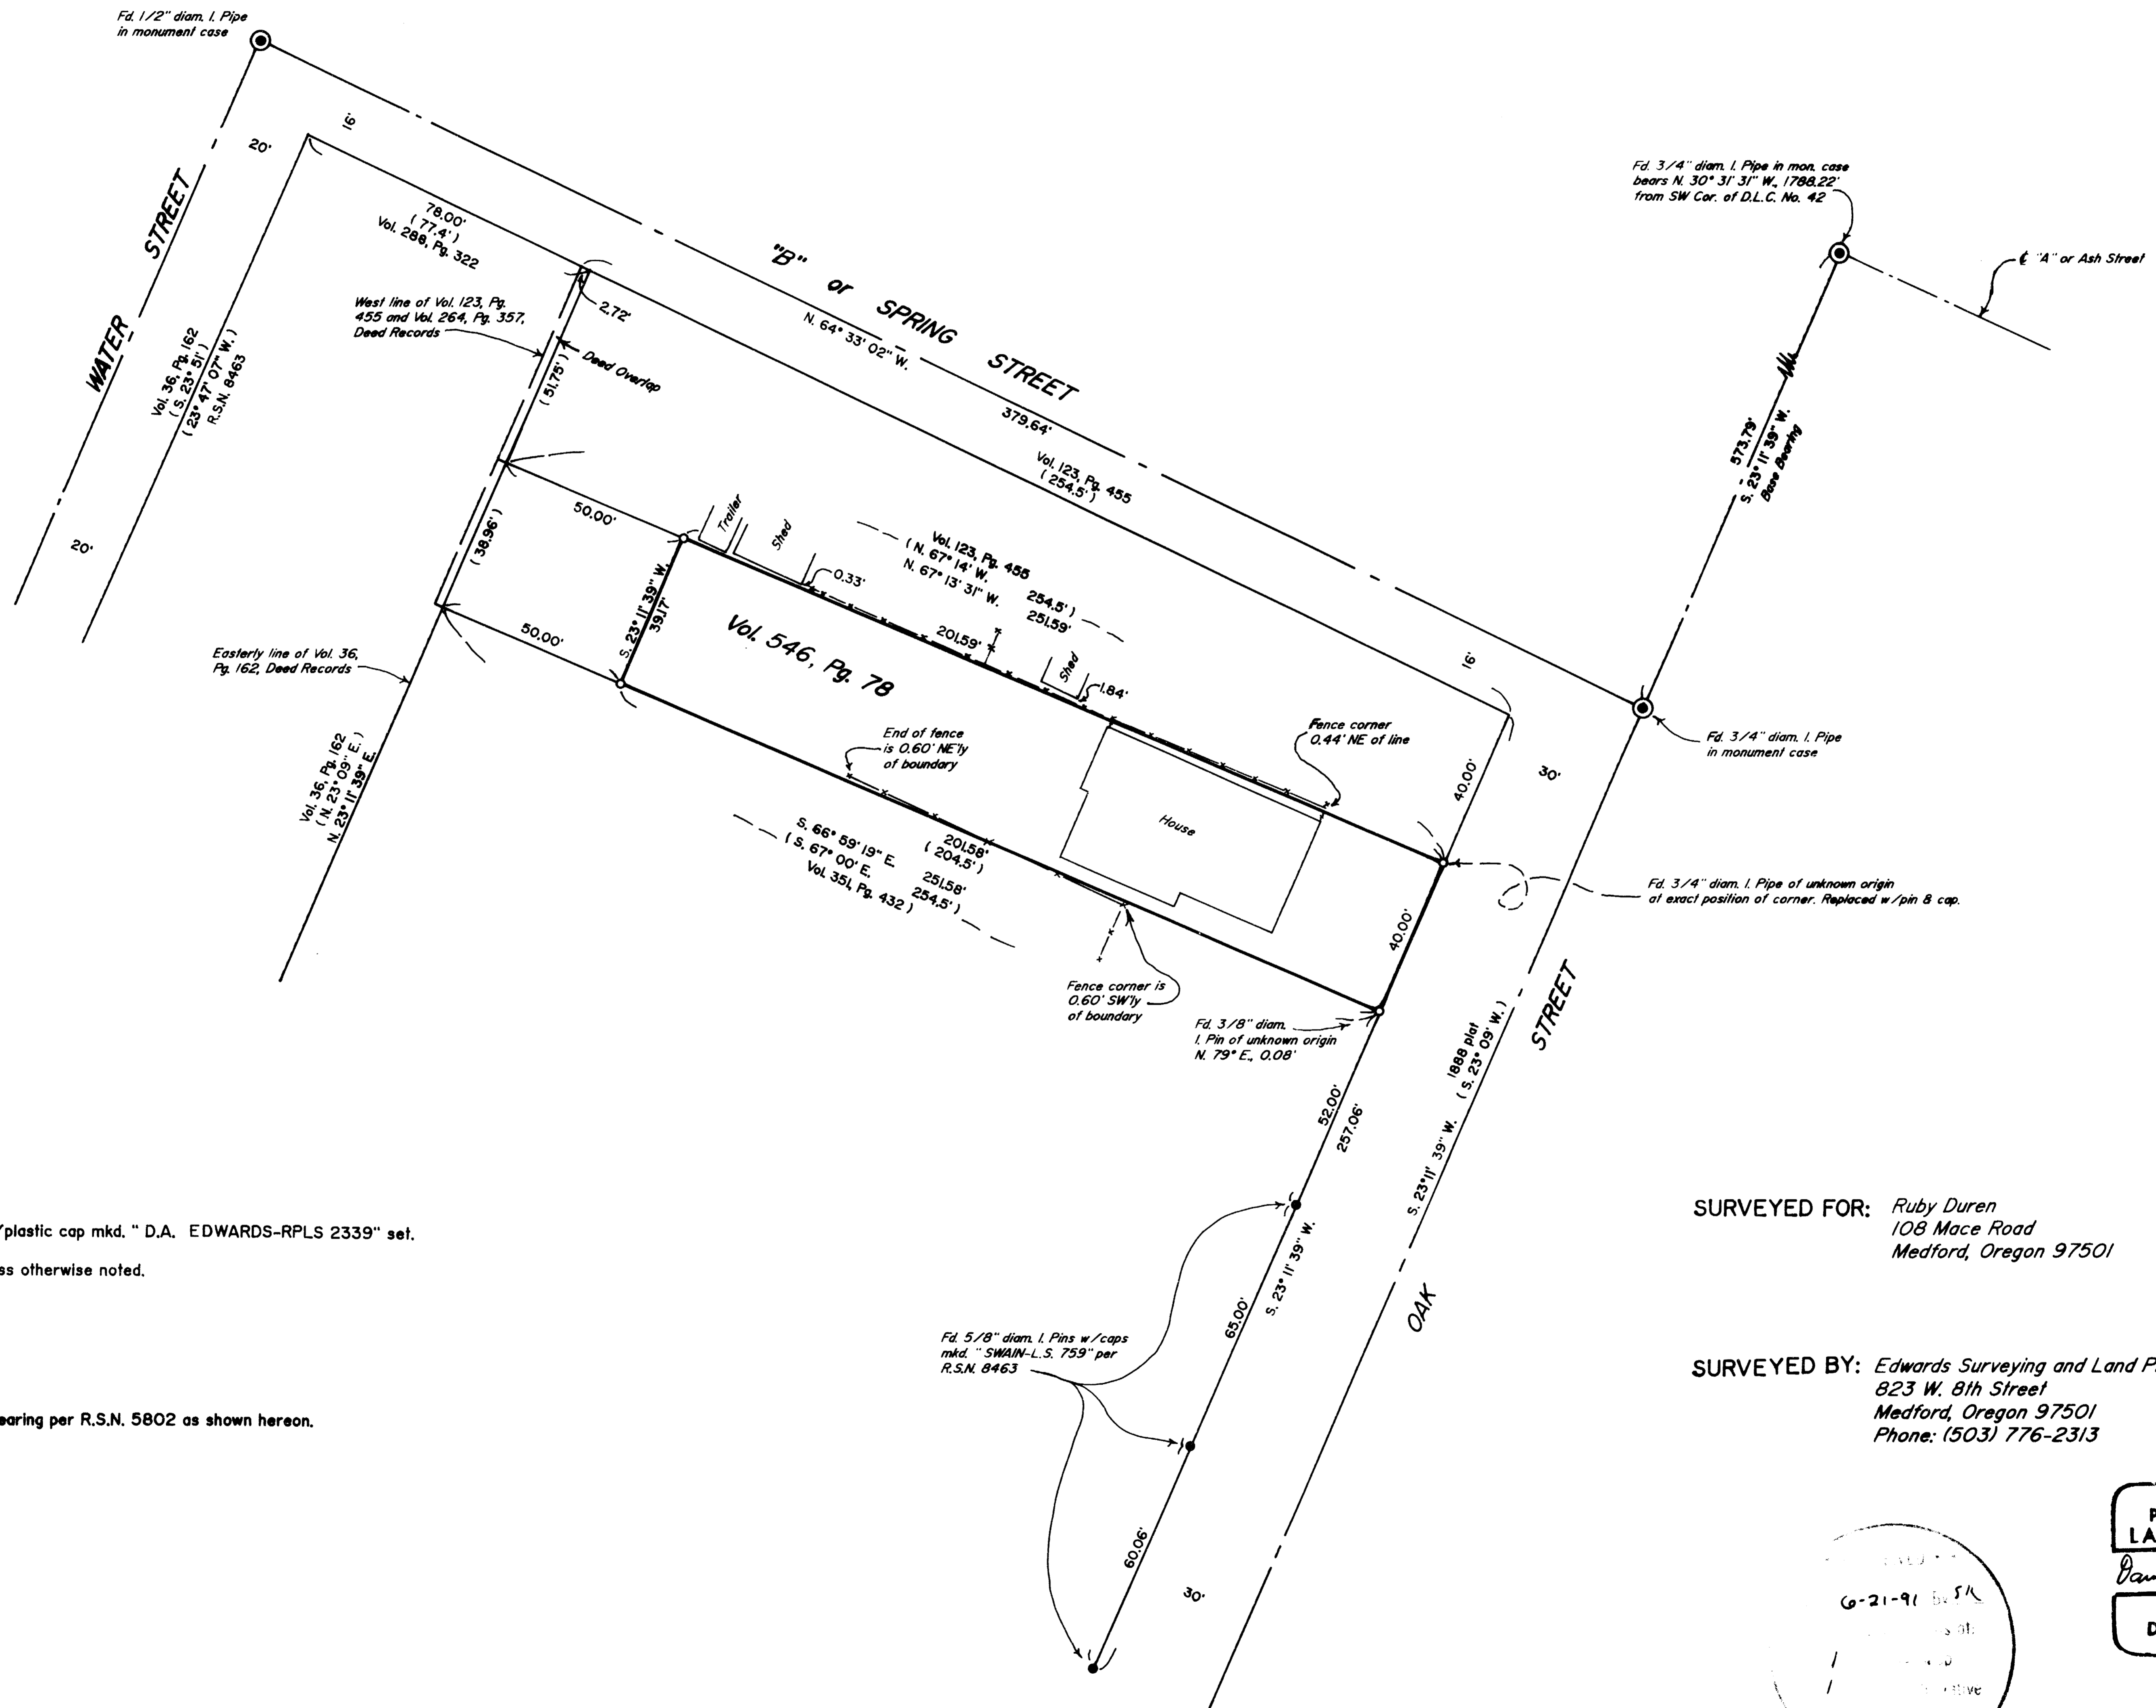 Fd. 1/2" diam. I. Pipe
in monument case
16'
20'
WATER STREET
20'
Vol. 36, Pg. 162
( S. 23° 51' )
( 23° 47' 07" W. )
R.S.N. 8463
78.00'
( 77.4' )
Vol. 288, Pg. 322
West line of Vol. 123, Pg.
455 and Vol. 264, Pg. 357,
Deed Records
2.72'
Deed Overlap
( 51.75' )
( 38.96' )
"B" or SPRING STREET
N. 64° 33' 02" W.
379.64'
Vol. 123, Pg. 455
( 254.5' )
Fd. 3/4" diam. I. Pipe in mon. case
bears N. 30° 31' 31" W., 1788.22'
from SW Cor. of D.L.C. No. 42
℄ "A" or Ash Street
573.79'
S. 23° 11' 39" W.
Base Bearing
50.00'
Trailer
Shed
0.33'
Vol. 123, Pg. 455
( N. 67° 14' W. 254.5' )
N. 67° 13' 31" W. 251.59'
201.59'
S. 23° 11' 39" W.
39.17'
Vol. 546, Pg. 78
Shed
1.84'
16'
50.00'
Easterly line of Vol. 36,
Pg. 162, Deed Records
Vol. 36, Pg. 162
( N. 23° 09' E. )
N. 23° 11' 39" E.
End of fence
is 0.60' NE'ly
of boundary
Fence corner
0.44' NE of line
House
40.00'
30'
Fd. 3/4" diam. I. Pipe
in monument case
201.58'
( 204.5' )
S. 66° 59' 19" E. 251.58'
( S. 67° 00' E. 254.5' )
Vol. 351, Pg. 432 )
Fd. 3/4" diam. I. Pipe of unknown origin
at exact position of corner. Replaced w/pin & cap.
40.00'
Fence corner is
0.60' SW'ly
of boundary
Fd. 3/8" diam.
I. Pin of unknown origin
N. 79° E., 0.08'
1888 plat
S. 23° 11' 39" W. ( S. 23° 09' W. )
OAK STREET
52.00'
257.06'
S. 23° 11' 39" W.
65.00'
60.06'
30'
Fd. 5/8" diam. I. Pins w/caps
mkd. "SWAIN-L.S. 759" per
R.S.N. 8463
/plastic cap mkd. " D.A. EDWARDS-RPLS 2339" set.
ss otherwise noted.
earing per R.S.N. 5802 as shown hereon.
SURVEYED FOR: Ruby Duren
108 Mace Road
Medford, Oregon 97501
SURVEYED BY: Edwards Surveying and Land P
823 W. 8th Street
Medford, Oregon 97501
Phone: (503) 776-2313
6-21-91 by SK
P
LA
D